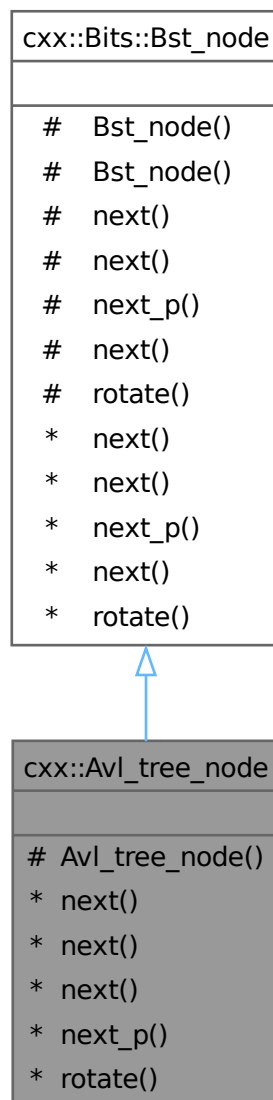 cxx::Bits::Bst_node
# Bst_node()
# Bst_node()
# next()
# next()
# next_p()
# next()
# rotate()
* next()
* next()
* next_p()
* next()
* rotate()
cxx::Avl_tree_node
# Avl_tree_node()
* next()
* next()
* next()
* next_p()
* rotate()